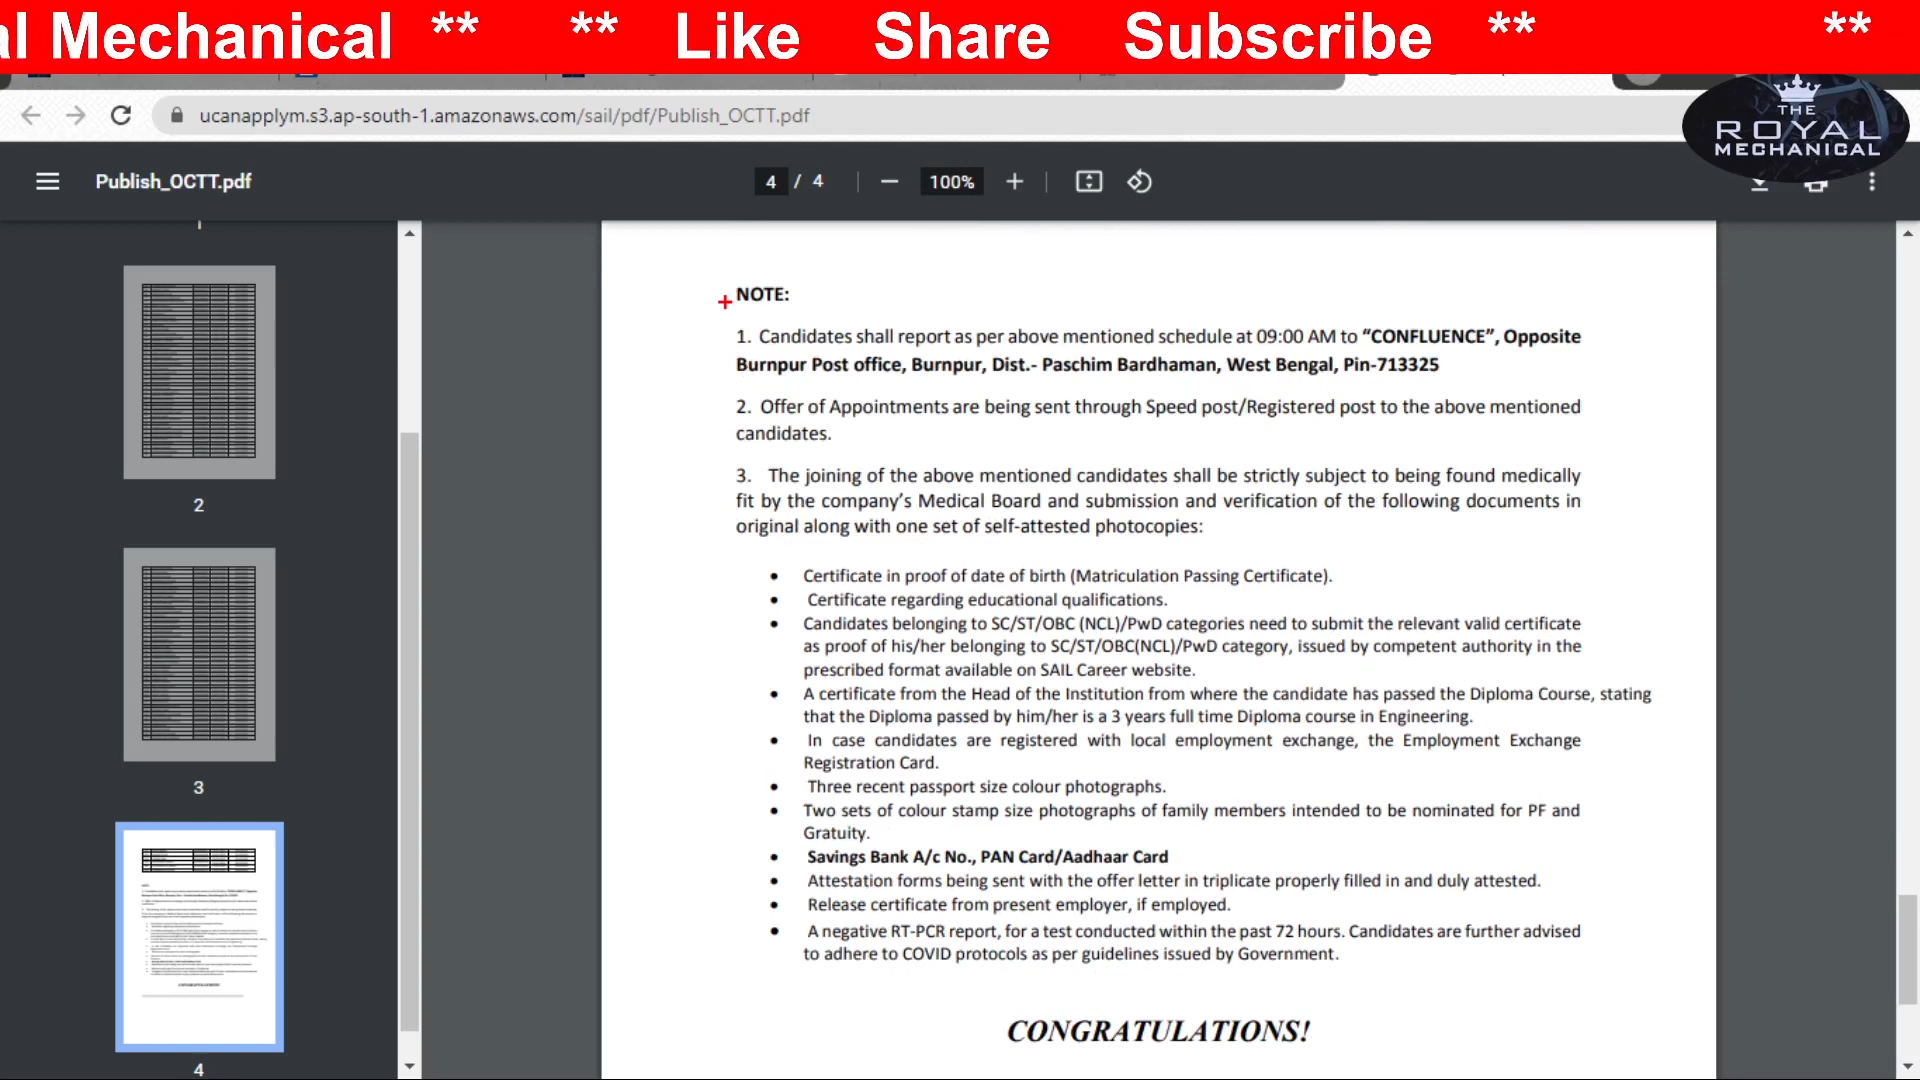 al Mechanical ** ** Like Share Subscribe ** **
THE
ROYAL
MECHANICAL
ucanapplym.s3.ap-south-1.amazonaws.com/sail/pdf/Publish_OCTT.pdf
Publish_OCTT.pdf
4 / 4
100%
1
2
3
4
NOTE:
1. Candidates shall report as per above mentioned schedule at 09:00 AM to “CONFLUENCE”, Opposite
Burnpur Post office, Burnpur, Dist.- Paschim Bardhaman, West Bengal, Pin-713325
2. Offer of Appointments are being sent through Speed post/Registered post to the above mentioned
candidates.
3. The joining of the above mentioned candidates shall be strictly subject to being found medically
fit by the company’s Medical Board and submission and verification of the following documents in
original along with one set of self-attested photocopies:
• Certificate in proof of date of birth (Matriculation Passing Certificate).
• Certificate regarding educational qualifications.
• Candidates belonging to SC/ST/OBC (NCL)/PwD categories need to submit the relevant valid certificate
as proof of his/her belonging to SC/ST/OBC(NCL)/PwD category, issued by competent authority in the
prescribed format available on SAIL Career website.
• A certificate from the Head of the Institution from where the candidate has passed the Diploma Course, stating
that the Diploma passed by him/her is a 3 years full time Diploma course in Engineering.
• In case candidates are registered with local employment exchange, the Employment Exchange
Registration Card.
• Three recent passport size colour photographs.
• Two sets of colour stamp size photographs of family members intended to be nominated for PF and
Gratuity.
• Savings Bank A/c No., PAN Card/Aadhaar Card
• Attestation forms being sent with the offer letter in triplicate properly filled in and duly attested.
• Release certificate from present employer, if employed.
• A negative RT-PCR report, for a test conducted within the past 72 hours. Candidates are further advised
to adhere to COVID protocols as per guidelines issued by Government.
CONGRATULATIONS!